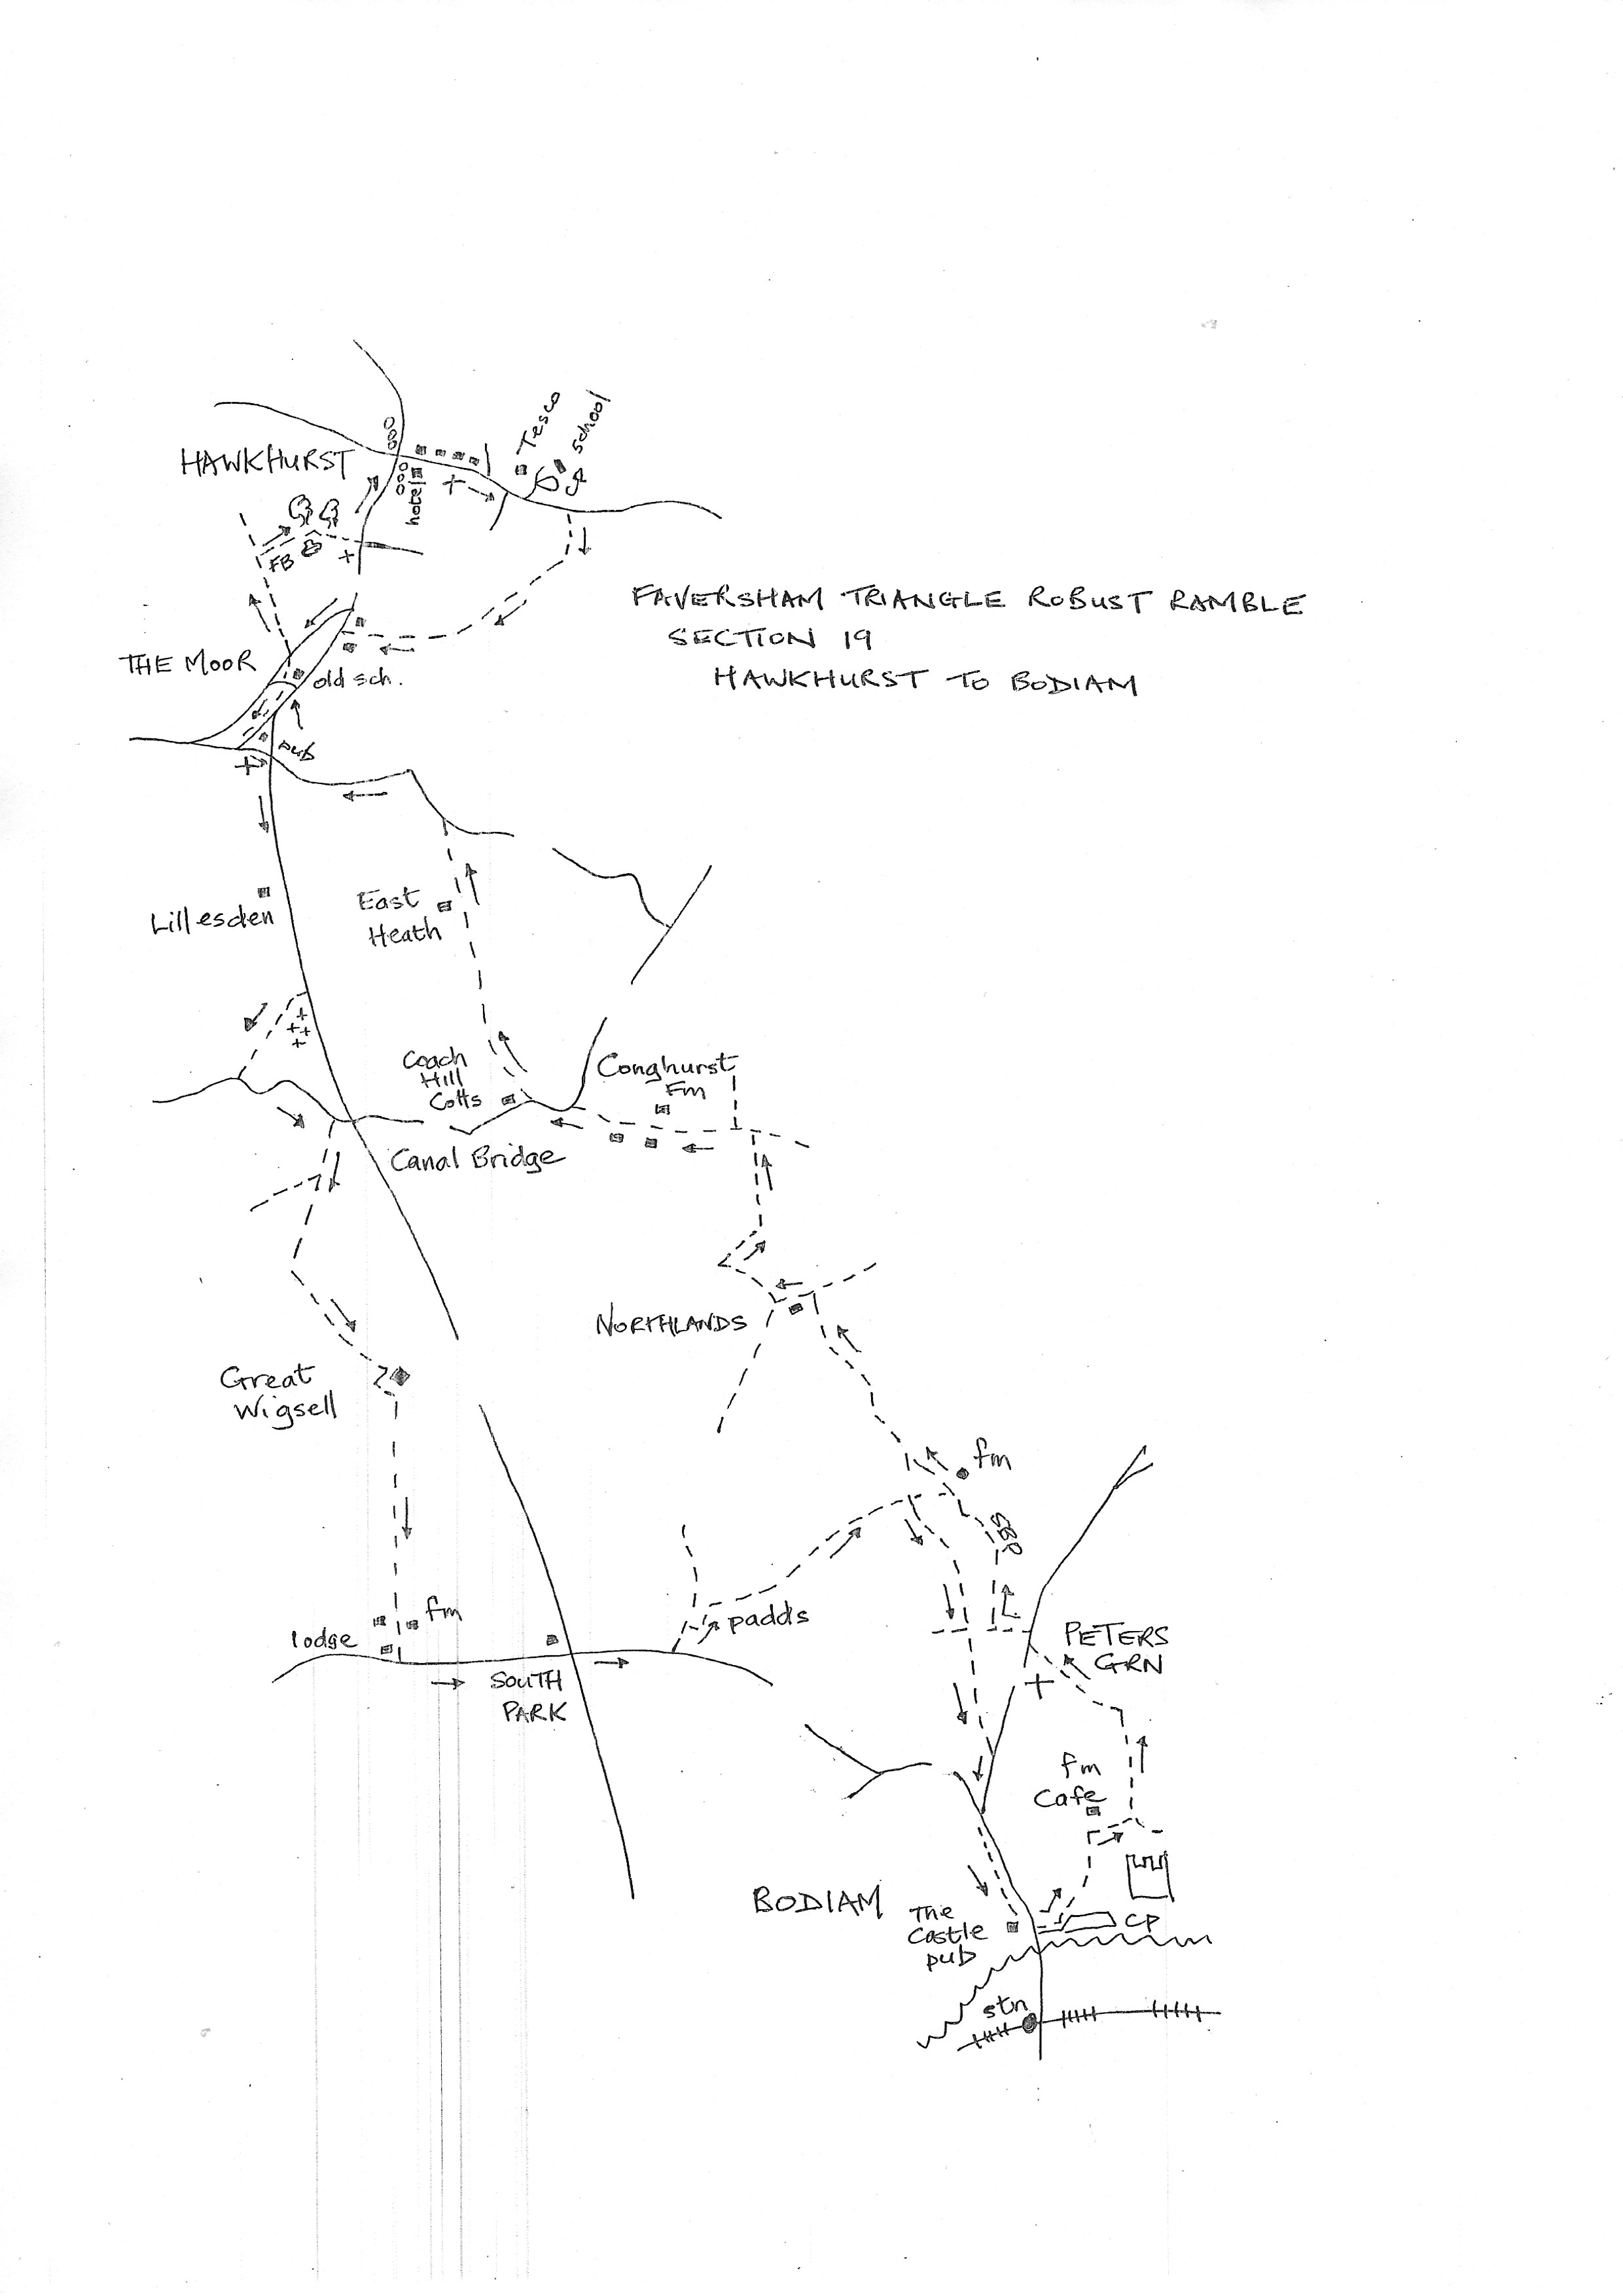 Tesco
school
HAWKHURST
hotel
FB
FAVERSHAM TRIANGLE ROBUST RAMBLE
SECTION 19
HAWKHURST TO BODIAM
THE MOOR
old sch.
pub
East
Heath
Lillesden
Coach
Hill
Cotts
Conghurst
Fm
Canal Bridge
NORTHLANDS
Great
Wigsell
fm
fm
lodge
padds
PETERS
GRN
SOUTH
PARK
fm
Cafe
BODIAM
The
Castle
pub
CP
stn